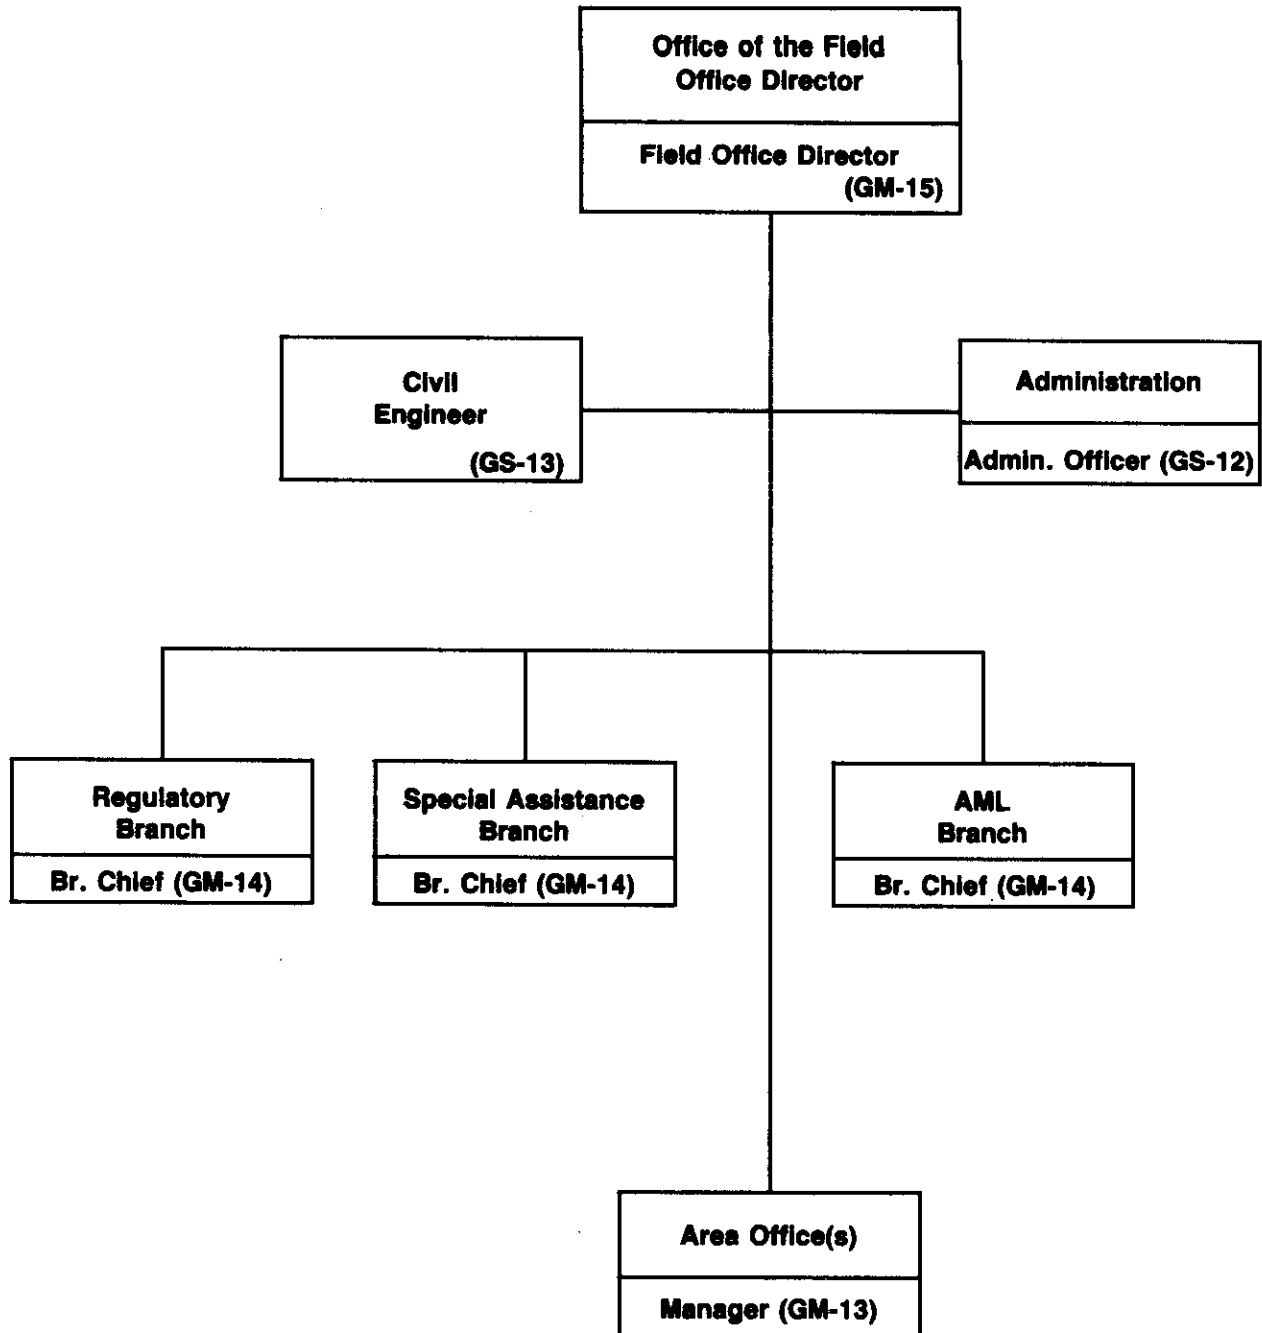 Office of the Field
Office Director
Field Office Director
(GM-15)
Civil
Engineer
(GS-13)
Administration
Admin. Officer (GS-12)
Regulatory
Branch
Br. Chief (GM-14)
Special Assistance
Branch
Br. Chief (GM-14)
AML
Branch
Br. Chief (GM-14)
Area Office(s)
Manager (GM-13)